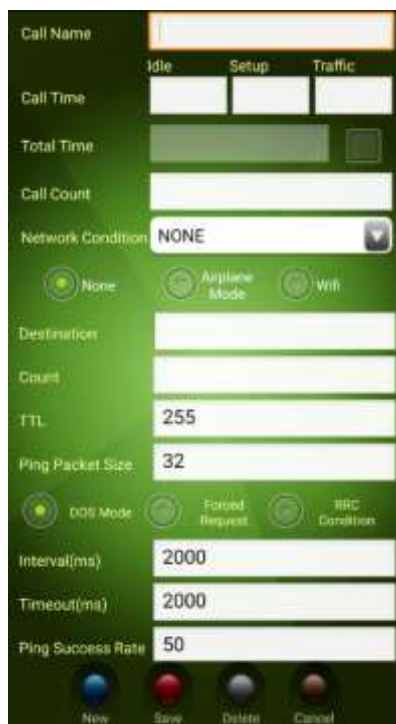 Call Name
Idle Setup Traffic
Call Time
Total Time
Call Count
Network Condition NONE
None Airplane Mode Wifi
Destination
Count
TTL 255
Ping Packet Size 32
DOS Mode Forced Request RRC Condition
Interval(ms) 2000
Timeout(ms) 2000
Ping Success Rate 50
New Save Delete Cancel